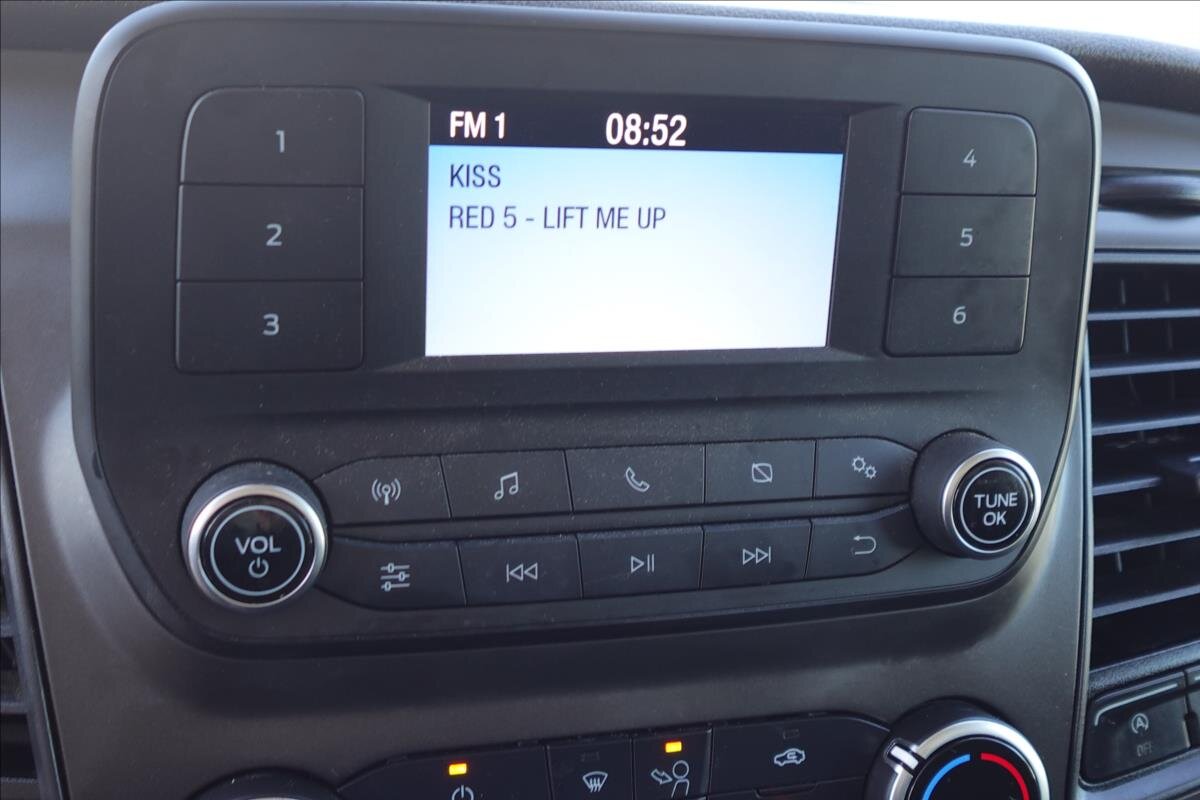 FM 1 08:52
KISS
RED 5 - LIFT ME UP
1
2
3
4
5
6
VOL
TUNE
OK
A
OFF